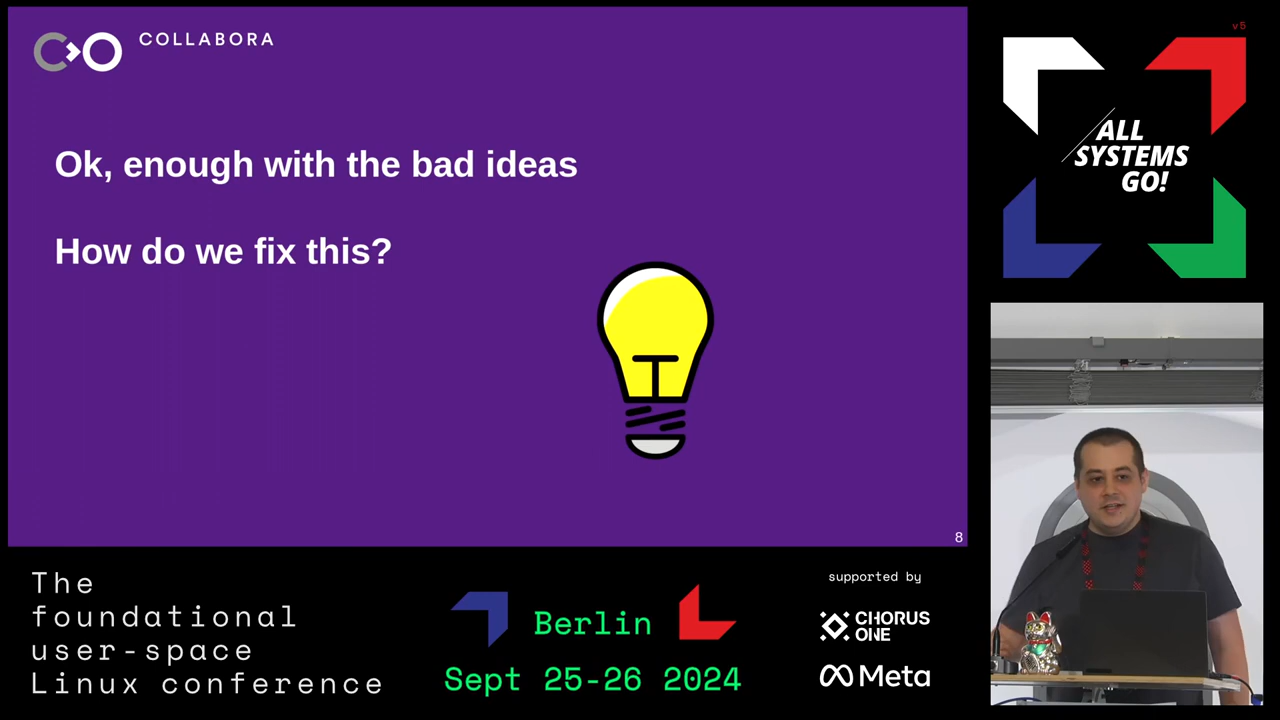 COLLABORA
Ok, enough with the bad ideas
How do we fix this?
8
v5
ALL
SYSTEMS
GO!
The
foundational
user-space
Linux conference
Berlin
Sept 25-26 2024
supported by
CHORUS
ONE
Meta